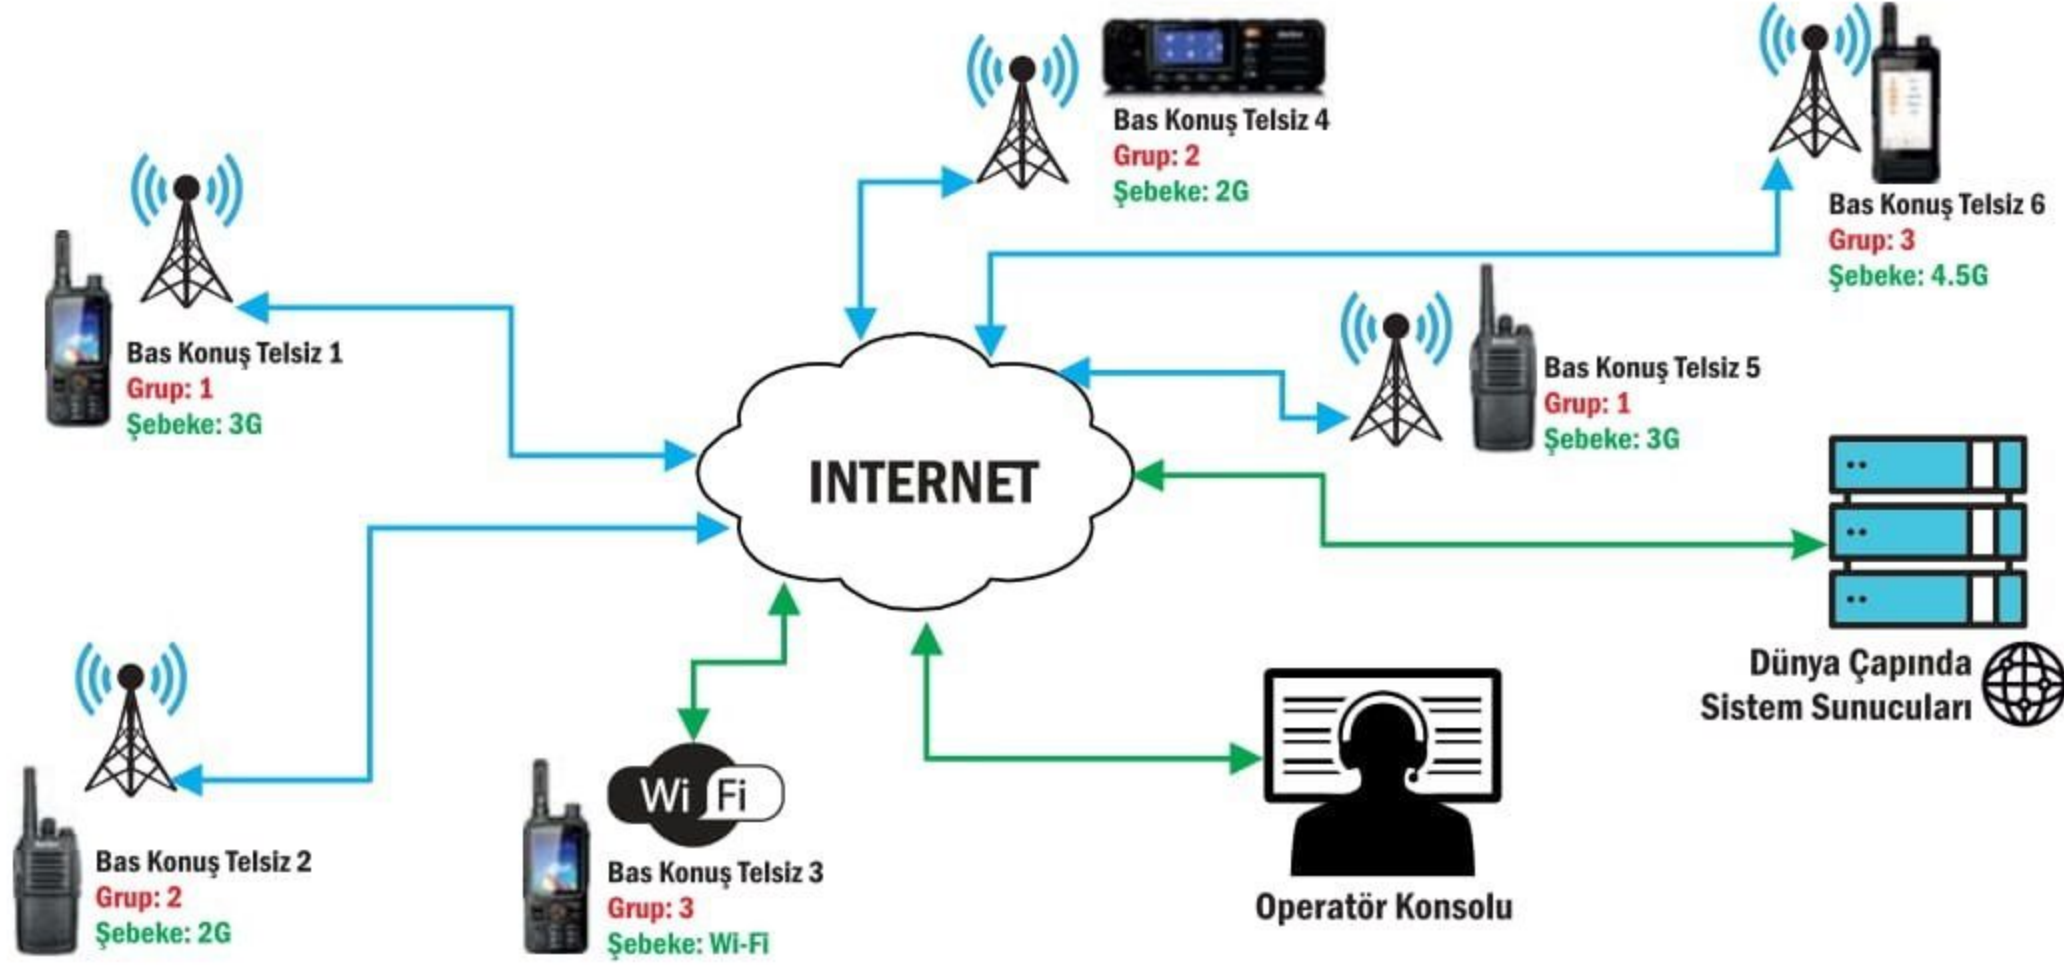 Bas Konuş Telsiz 4
Grup: 2
Şebeke: 2G
Bas Konuş Telsiz 6
Grup: 3
Şebeke: 4.5G
Bas Konuş Telsiz 1
Grup: 1
Şebeke: 3G
Bas Konuş Telsiz 5
Grup: 1
Şebeke: 3G
INTERNET
Dünya Çapında
Sistem Sunucuları
Wi Fi
Bas Konuş Telsiz 2
Grup: 2
Şebeke: 2G
Bas Konuş Telsiz 3
Grup: 3
Şebeke: Wi-Fi
Operatör Konsolu